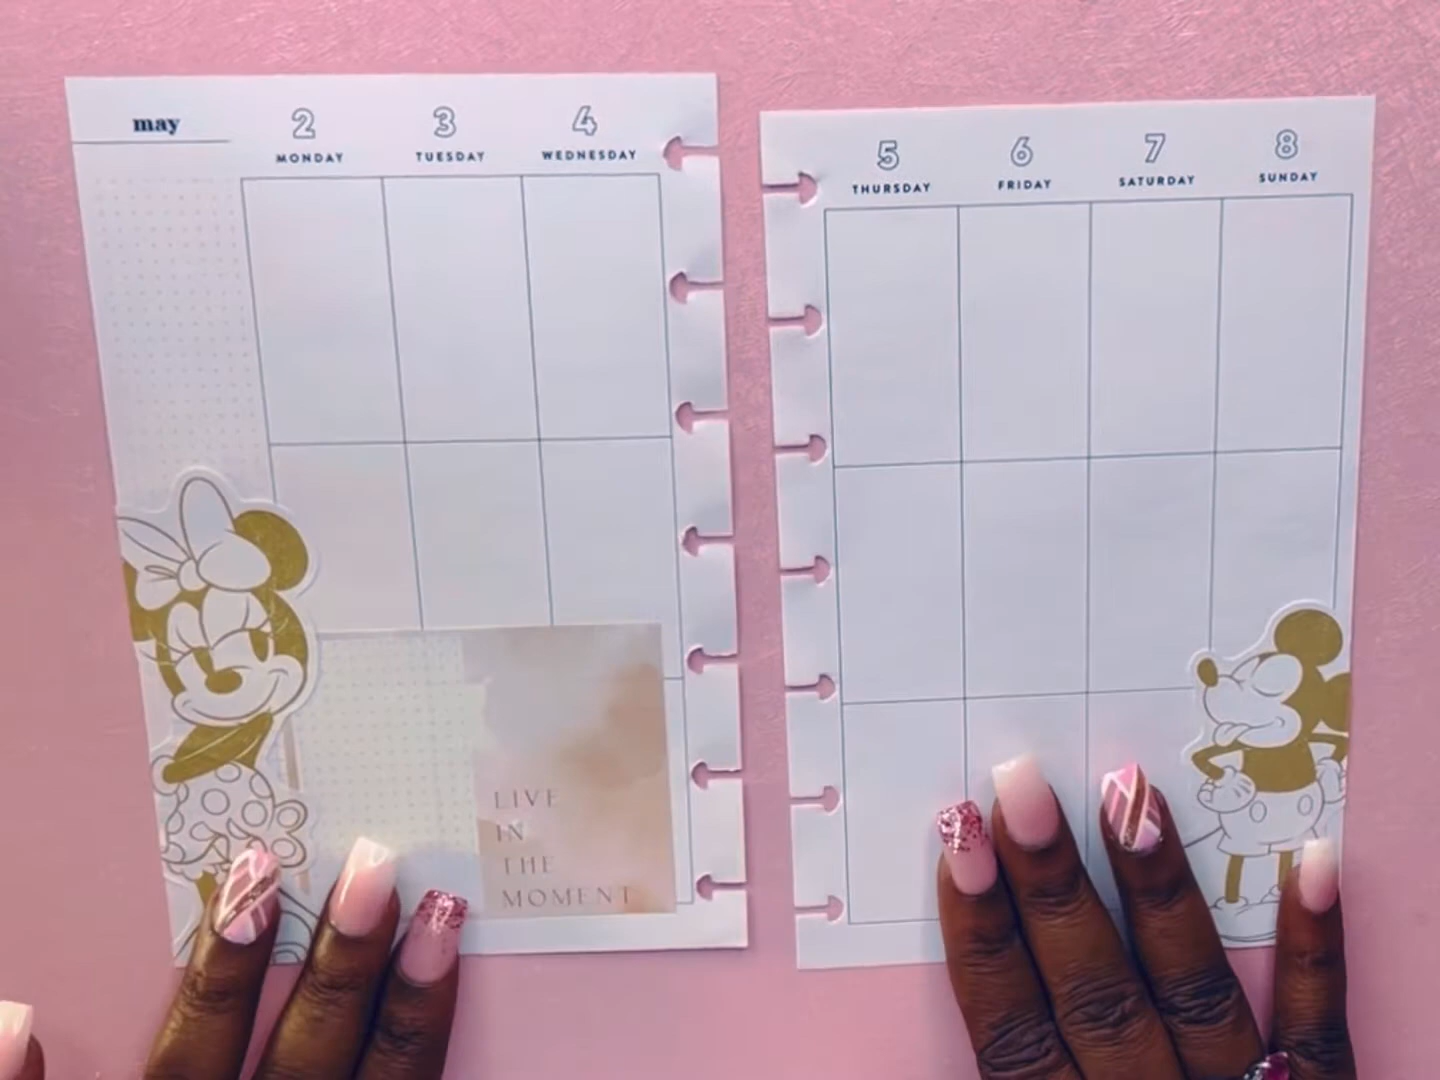 may
2 3 4
MONDAY TUESDAY WEDNESDAY
5 6 7 8
THURSDAY FRIDAY SATURDAY SUNDAY
LIVE
IN
THE
MOMENT